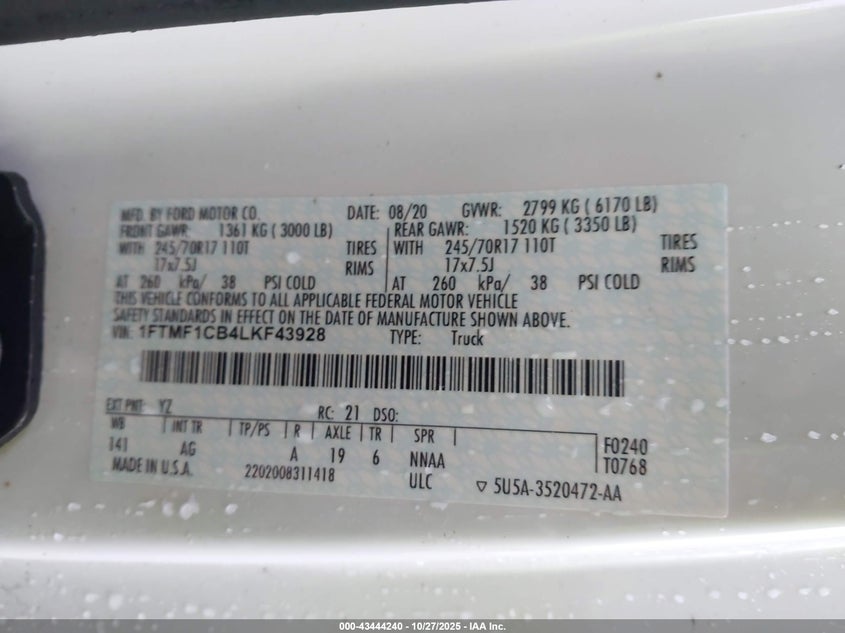 MFD. BY FORD MOTOR CO. DATE: 08/20 GVWR: 2799 KG ( 6170 LB)
FRONT GAWR: 1361 KG ( 3000 LB) REAR GAWR: 1520 KG ( 3350 LB)
WITH 245/70R17 110T TIRES WITH 245/70R17 110T TIRES
17x7.5J RIMS 17x7.5J RIMS
AT 260 kPa/ 38 PSI COLD AT 260 kPa/ 38 PSI COLD
THIS VEHICLE CONFORMS TO ALL APPLICABLE FEDERAL MOTOR VEHICLE
SAFETY STANDARDS IN EFFECT ON THE DATE OF MANUFACTURE SHOWN ABOVE.
VIN: 1FTMF1CB4LKF43928 TYPE: Truck
EXT PNT: YZ RC: 21 DSO:
WB INT TR TP/PS R AXLE TR SPR F0240
141 AG A 19 6 NNAA T0768
MADE IN U.S.A. 2202008311418 ULC 5U5A-3520472-AA
000-43444240 | 10/27/2025 - IAA Inc.